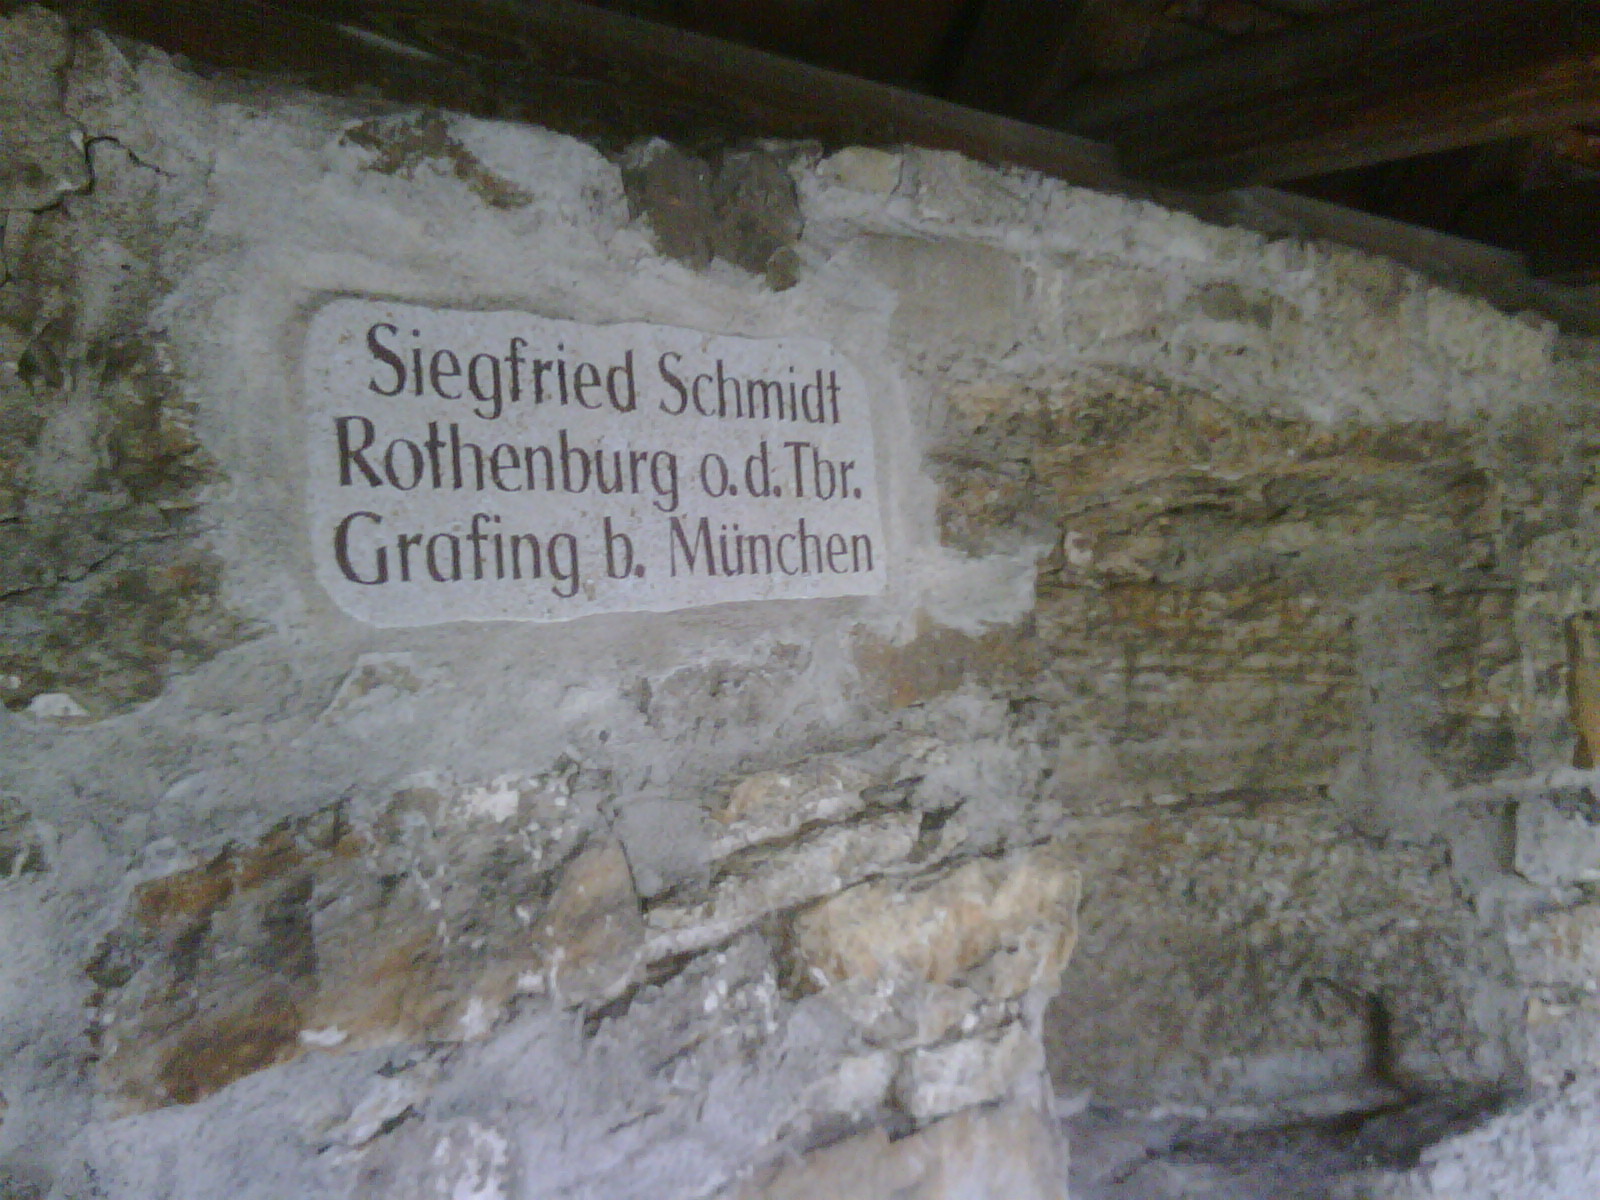 Siegfried Schmidt
Rothenburg o.d.Tbr.
Grafing b. München